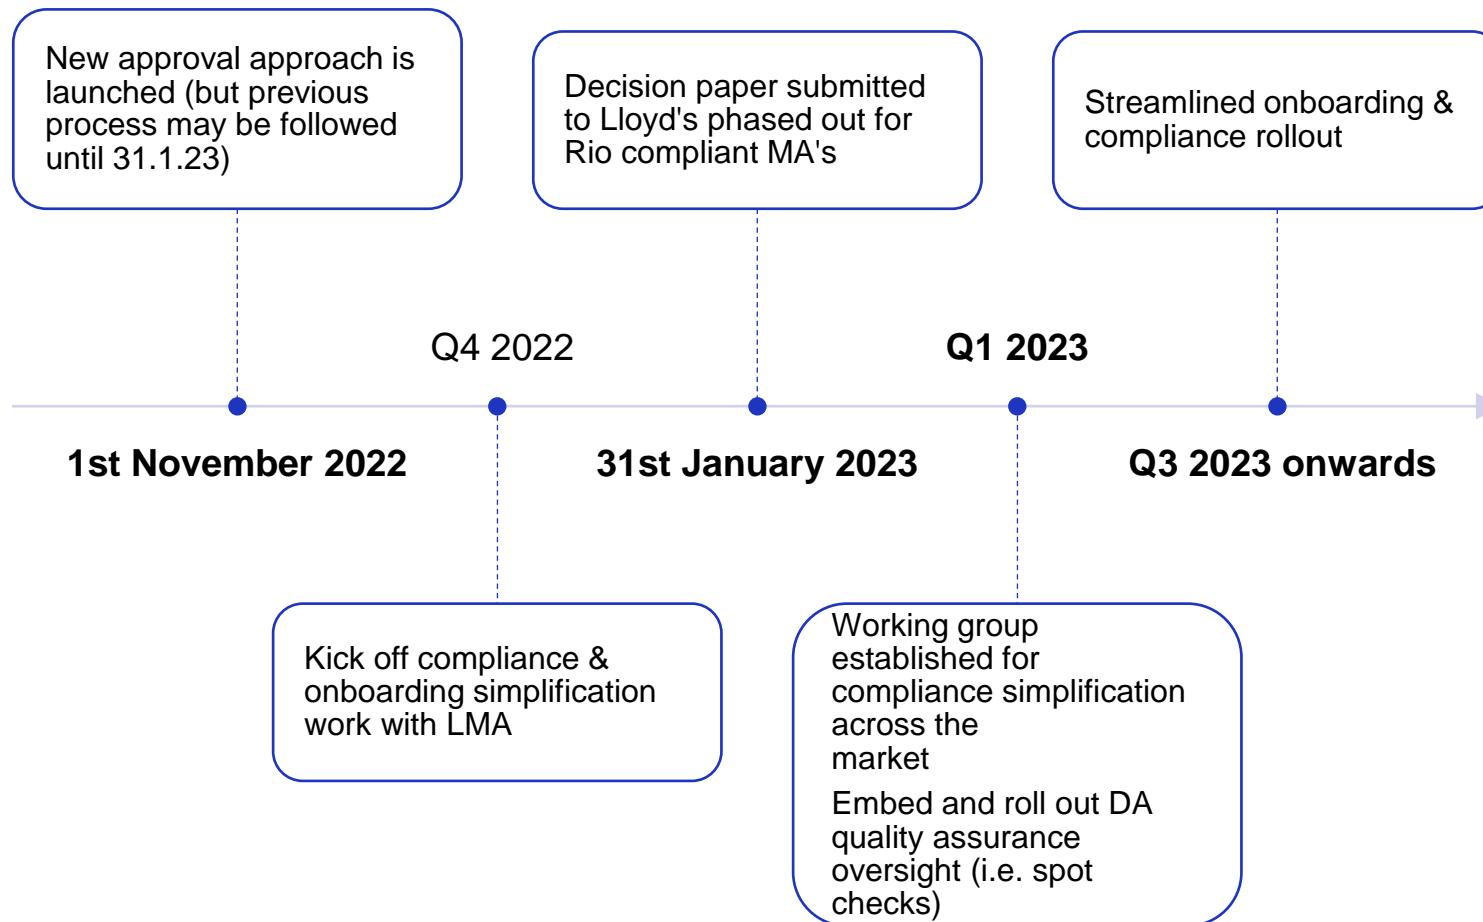 New approval approach is
launched (but previous
process may be followed
until 31.1.23)
Decision paper submitted
to Lloyd's phased out for
Rio compliant MA's
Streamlined onboarding &
compliance rollout
Q4 2022
Q1 2023
1st November 2022
31st January 2023
Q3 2023 onwards
Kick off compliance &
onboarding simplification
work with LMA
Working group
established for
compliance simplification
across the
market
Embed and roll out DA
quality assurance
oversight (i.e. spot
checks)